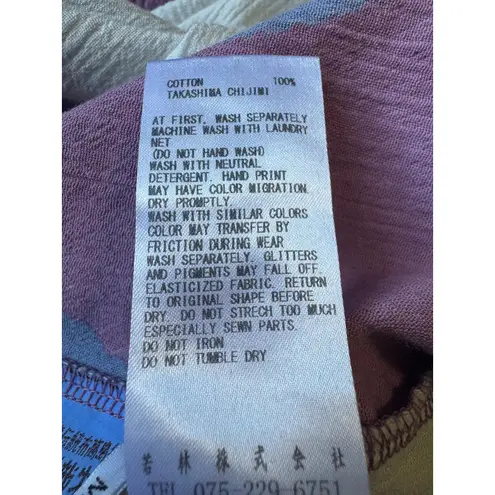 COTTON 100%
TAKASHIMA CHIJIMI
AT FIRST, WASH SEPARATELY
MACHINE WASH WITH LAUNDRY
NET
(DO NOT HAND WASH)
WASH WITH NEUTRAL
DETERGENT. HAND PRINT
MAY HAVE COLOR MIGRATION.
DRY PROMPTLY.
WASH WITH SIMILAR COLORS
COLOR MAY TRANSFER BY
FRICTION DURING WEAR
WASH SEPARATELY. GLITTERS
AND PIGMENTS MAY FALL OFF.
ELASTICIZED FABRIC. RETURN
TO ORIGINAL SHAPE BEFORE
DRY. DO NOT STRECH TOO MUCH
ESPECIALLY SEWN PARTS.
DO NOT IRON
DO NOT TUMBLE DRY
若林株式会社
TEL 075-229-6751